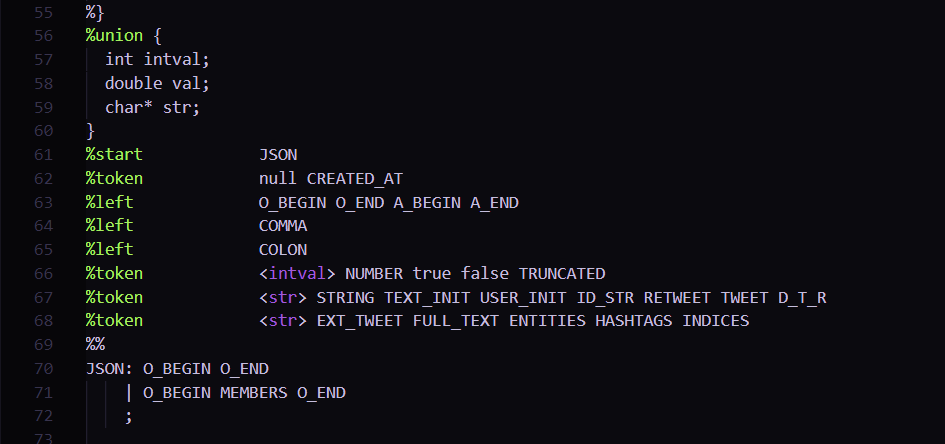 55 %}
56 %union {
57 int intval;
58 double val;
59 char* str;
60 }
61 %start JSON
62 %token null CREATED_AT
63 %left O_BEGIN O_END A_BEGIN A_END
64 %left COMMA
65 %left COLON
66 %token <intval> NUMBER true false TRUNCATED
67 %token <str> STRING TEXT_INIT USER_INIT ID_STR RETWEET TWEET D_T_R
68 %token <str> EXT_TWEET FULL_TEXT ENTITIES HASHTAGS INDICES
69 %%
70 JSON: O_BEGIN O_END
71 | O_BEGIN MEMBERS O_END
72 ;
73